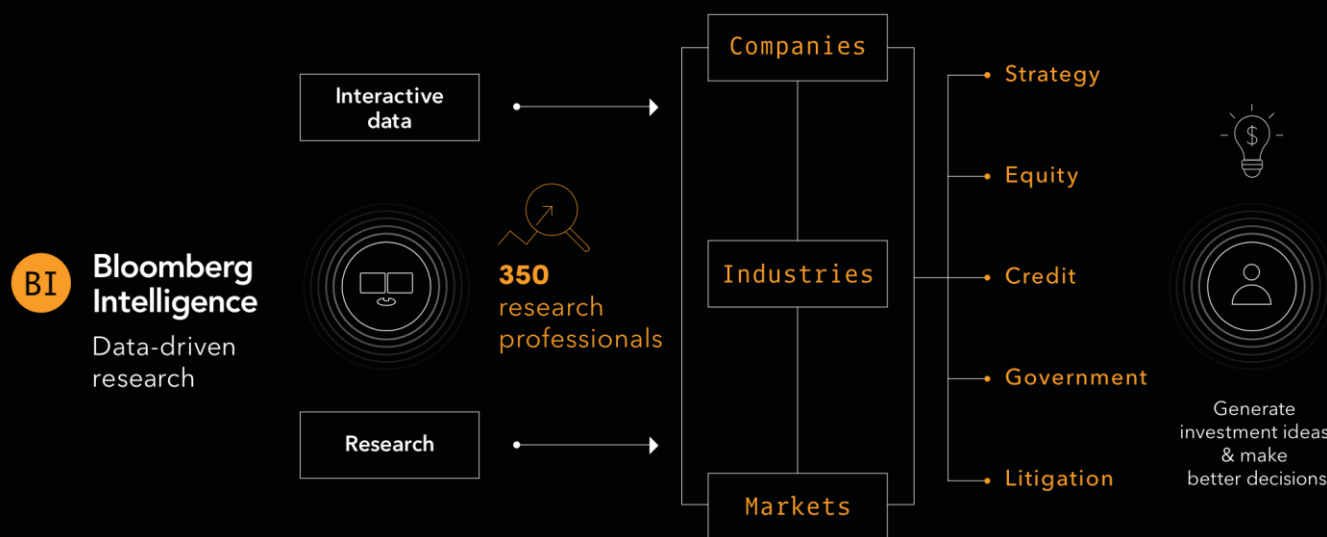 BI
Bloomberg
Intelligence
Data-driven
research
Interactive
data
350
research
professionals
Research
Companies
Industries
Markets
Strategy
Equity
Credit
Government
Litigation
$
Generate
investment ideas
& make
better decisions